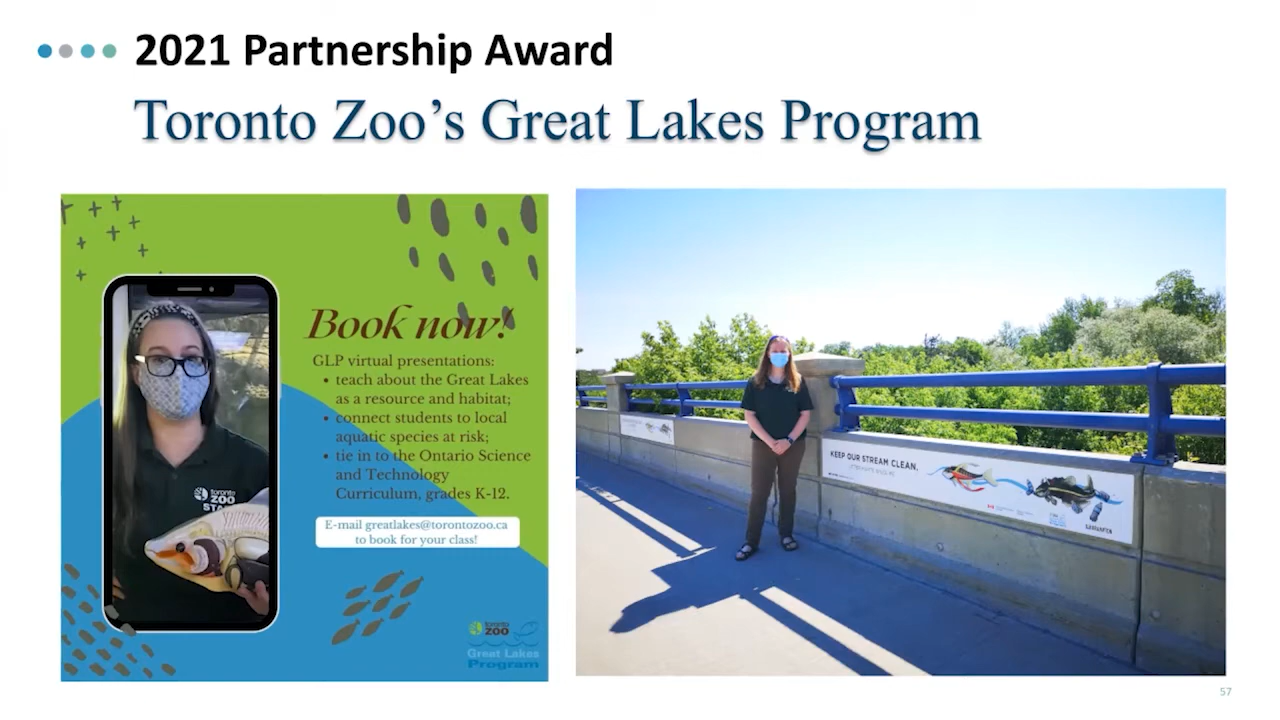 2021 Partnership Award
Toronto Zoo's Great Lakes Program
Book now!
GLP virtual presentations:
• teach about the Great Lakes
as a resource and habitat;
• connect students to local
aquatic species at risk;
• tie in to the Ontario Science
and Technology
Curriculum, grades K-12.
E-mail greatlakes@torontozoo.ca
to book for your class!
toronto
ZOO
STA
toronto
ZOO
Great Lakes
Program
KEEP OUR STREAM CLEAN.
57